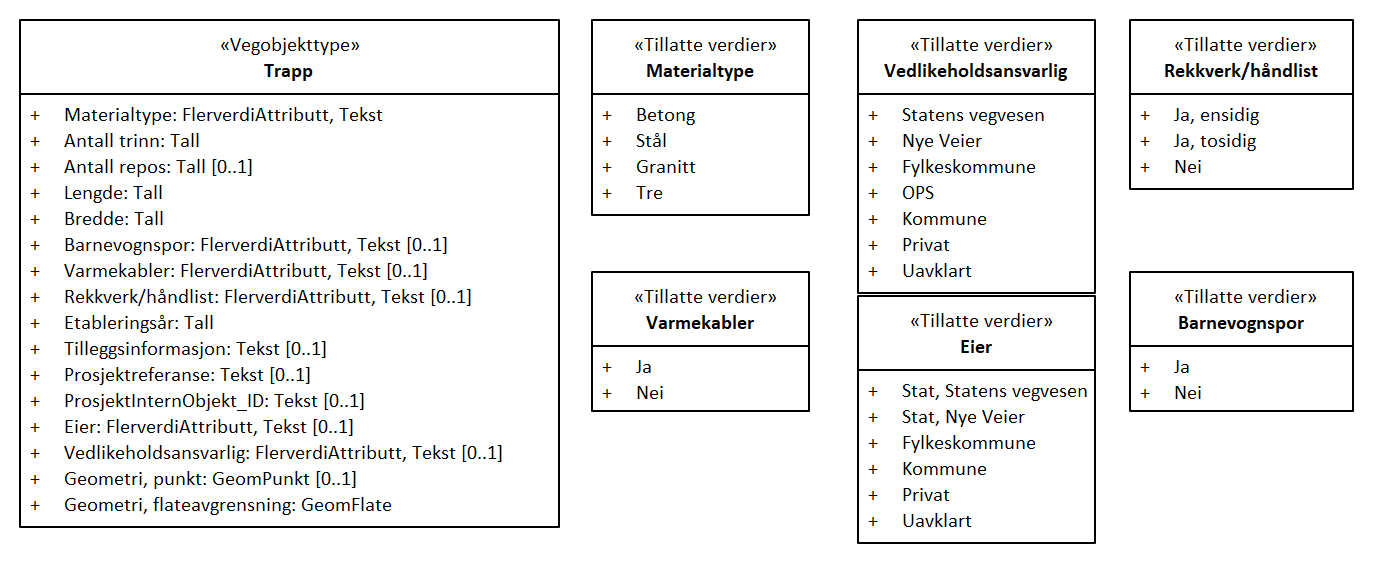 «Vegobjekttype»
Trapp
+ Materialtype: FlerverdiAttributt, Tekst
+ Antall trinn: Tall
+ Antall repos: Tall [0..1]
+ Lengde: Tall
+ Bredde: Tall
+ Barnevognspor: FlerverdiAttributt, Tekst [0..1]
+ Varmekabler: FlerverdiAttributt, Tekst [0..1]
+ Rekkverk/håndlist: FlerverdiAttributt, Tekst [0..1]
+ Etableringsår: Tall
+ Tilleggsinformasjon: Tekst [0..1]
+ Prosjektreferanse: Tekst [0..1]
+ ProsjektInternObjekt_ID: Tekst [0..1]
+ Eier: FlerverdiAttributt, Tekst [0..1]
+ Vedlikeholdsansvarlig: FlerverdiAttributt, Tekst [0..1]
+ Geometri, punkt: GeomPunkt [0..1]
+ Geometri, flateavgrensning: GeomFlate
«Tillatte verdier»
Materialtype
+ Betong
+ Stål
+ Granitt
+ Tre
«Tillatte verdier»
Varmekabler
+ Ja
+ Nei
«Tillatte verdier»
Vedlikeholdsansvarlig
+ Statens vegvesen
+ Nye Veier
+ Fylkeskommune
+ OPS
+ Kommune
+ Privat
+ Uavklart
«Tillatte verdier»
Eier
+ Stat, Statens vegvesen
+ Stat, Nye Veier
+ Fylkeskommune
+ Kommune
+ Privat
+ Uavklart
«Tillatte verdier»
Rekkverk/håndlist
+ Ja, ensidig
+ Ja, tosidig
+ Nei
«Tillatte verdier»
Barnevognspor
+ Ja
+ Nei